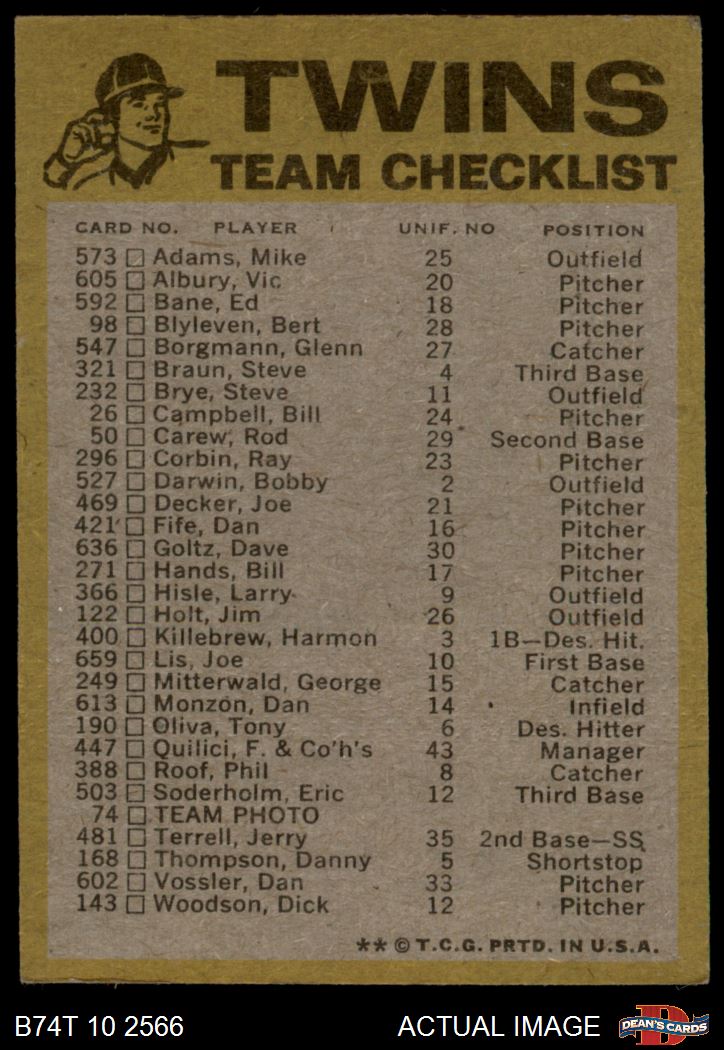 TWINS
TEAM CHECKLIST
CARD NO. PLAYER UNIF. NO POSITION
573 Adams, Mike 25 Outfield
605 Albury, Vic 20 Pitcher
592 Bane, Ed 18 Pitcher
98 Blyleven, Bert 28 Pitcher
547 Borgmann, Glenn 27 Catcher
321 Braun, Steve 4 Third Base
232 Brye, Steve 11 Outfield
26 Campbell, Bill 24 Pitcher
50 Carew, Rod 29 Second Base
296 Corbin, Ray 23 Pitcher
527 Darwin, Bobby 2 Outfield
469 Decker, Joe 21 Pitcher
421 Fife, Dan 16 Pitcher
636 Goltz, Dave 30 Pitcher
271 Hands, Bill 17 Pitcher
366 Hisle, Larry 9 Outfield
122 Holt, Jim 26 Outfield
400 Killebrew, Harmon 3 1B—Des. Hit.
659 Lis, Joe 10 First Base
249 Mitterwald, George 15 Catcher
613 Monzon, Dan 14 Infield
190 Oliva, Tony 6 Des. Hitter
447 Quilici, F. & Co'h's 43 Manager
388 Roof, Phil 8 Catcher
503 Soderholm, Eric 12 Third Base
74 TEAM PHOTO
481 Terrell, Jerry 35 2nd Base—SS
168 Thompson, Danny 5 Shortstop
602 Vossler, Dan 33 Pitcher
143 Woodson, Dick 12 Pitcher
** © T.C.G. PRTD. IN U.S.A.
B74T 10 2566 ACTUAL IMAGE D DEAN'S CARDS